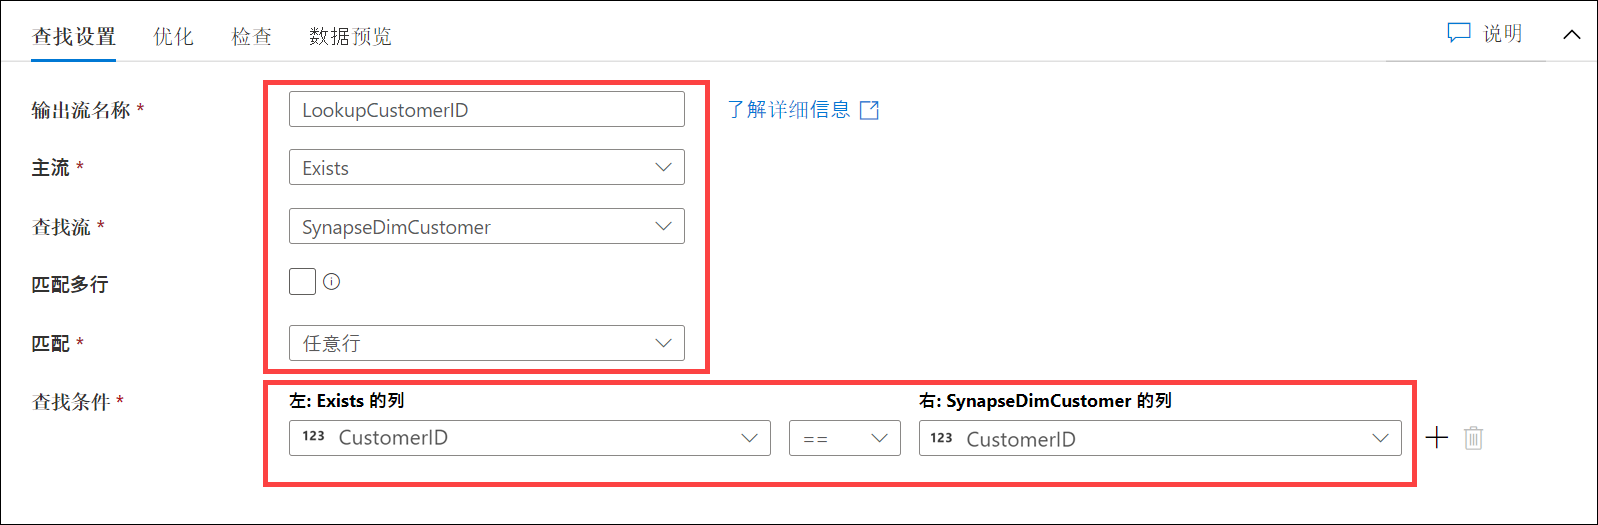 查找设置 优化 检查 数据预览 说明
输出流名称 * LookupCustomerID 了解详细信息
主流 * Exists
查找流 * SynapseDimCustomer
匹配多行
匹配 * 任意行
查找条件 * 左: Exists 的列 右: SynapseDimCustomer 的列
123 CustomerID == 123 CustomerID